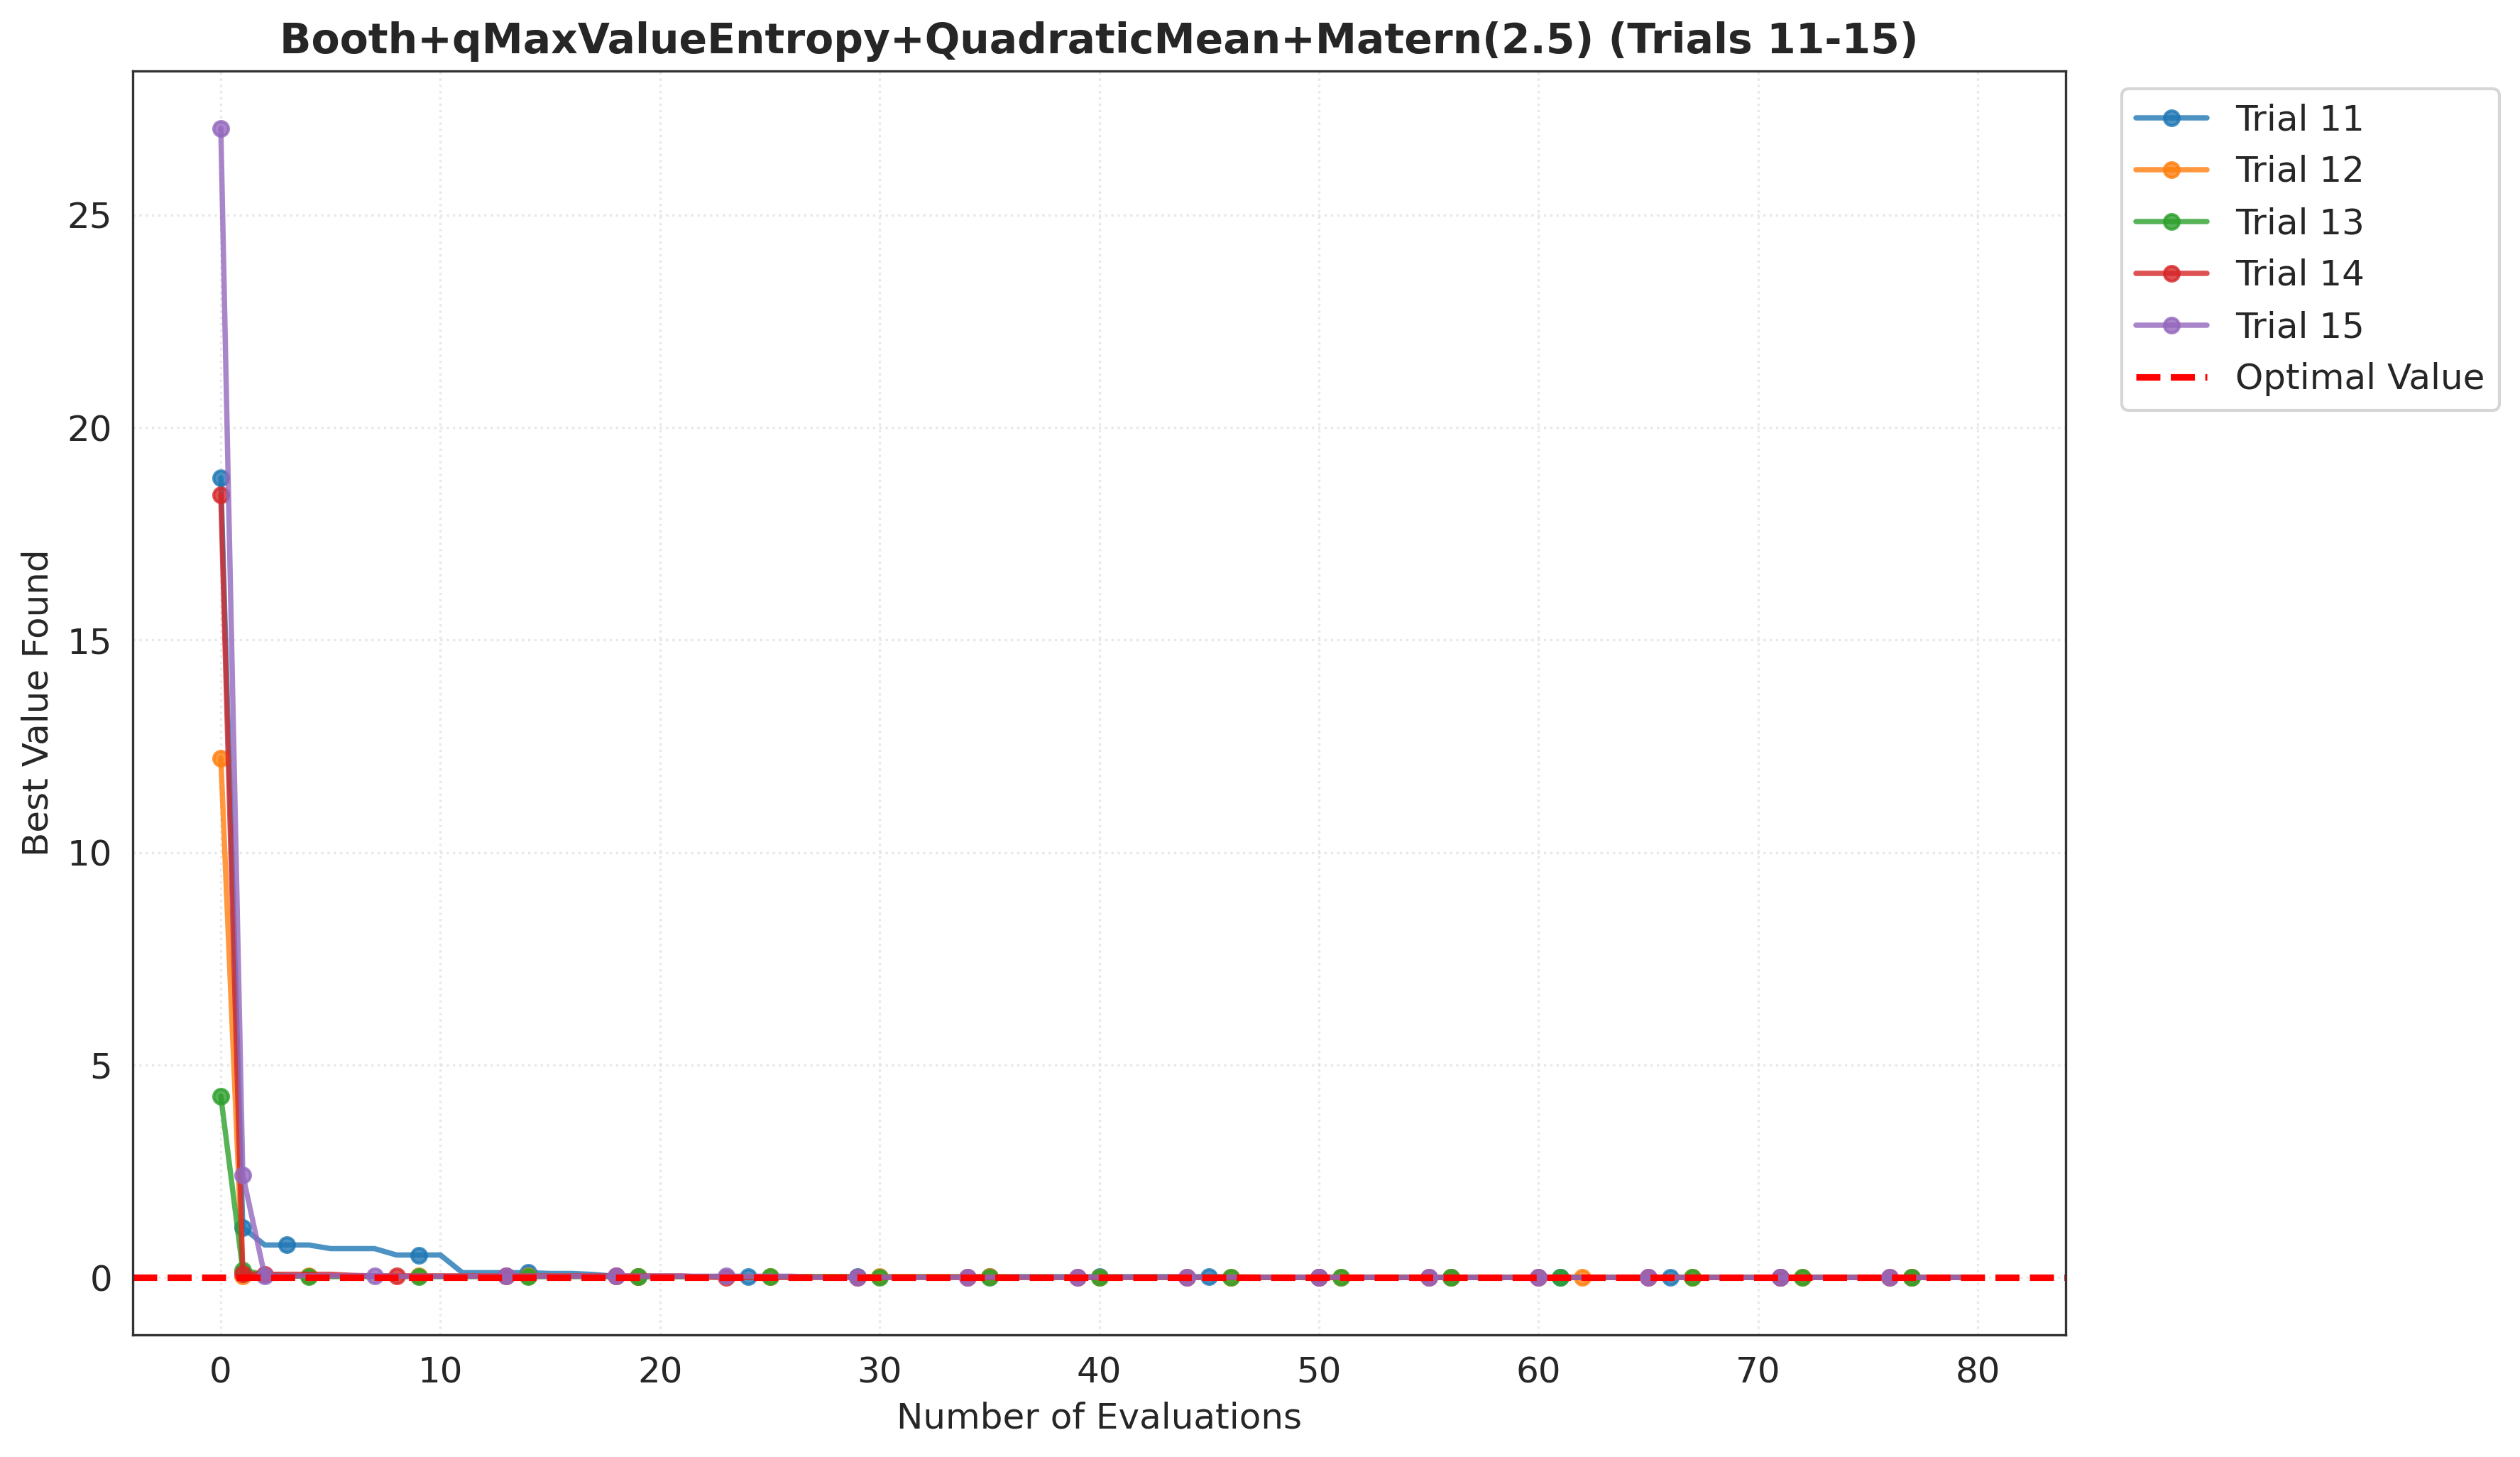 Booth+qMaxValueEntropy+QuadraticMean+Matern(2.5) (Trials 11-15)
Trial 11
Trial 12
Trial 13
Trial 14
Trial 15
Optimal Value
Best Value Found
25
20
15
10
5
0
0 10 20 30 40 50 60 70 80
Number of Evaluations